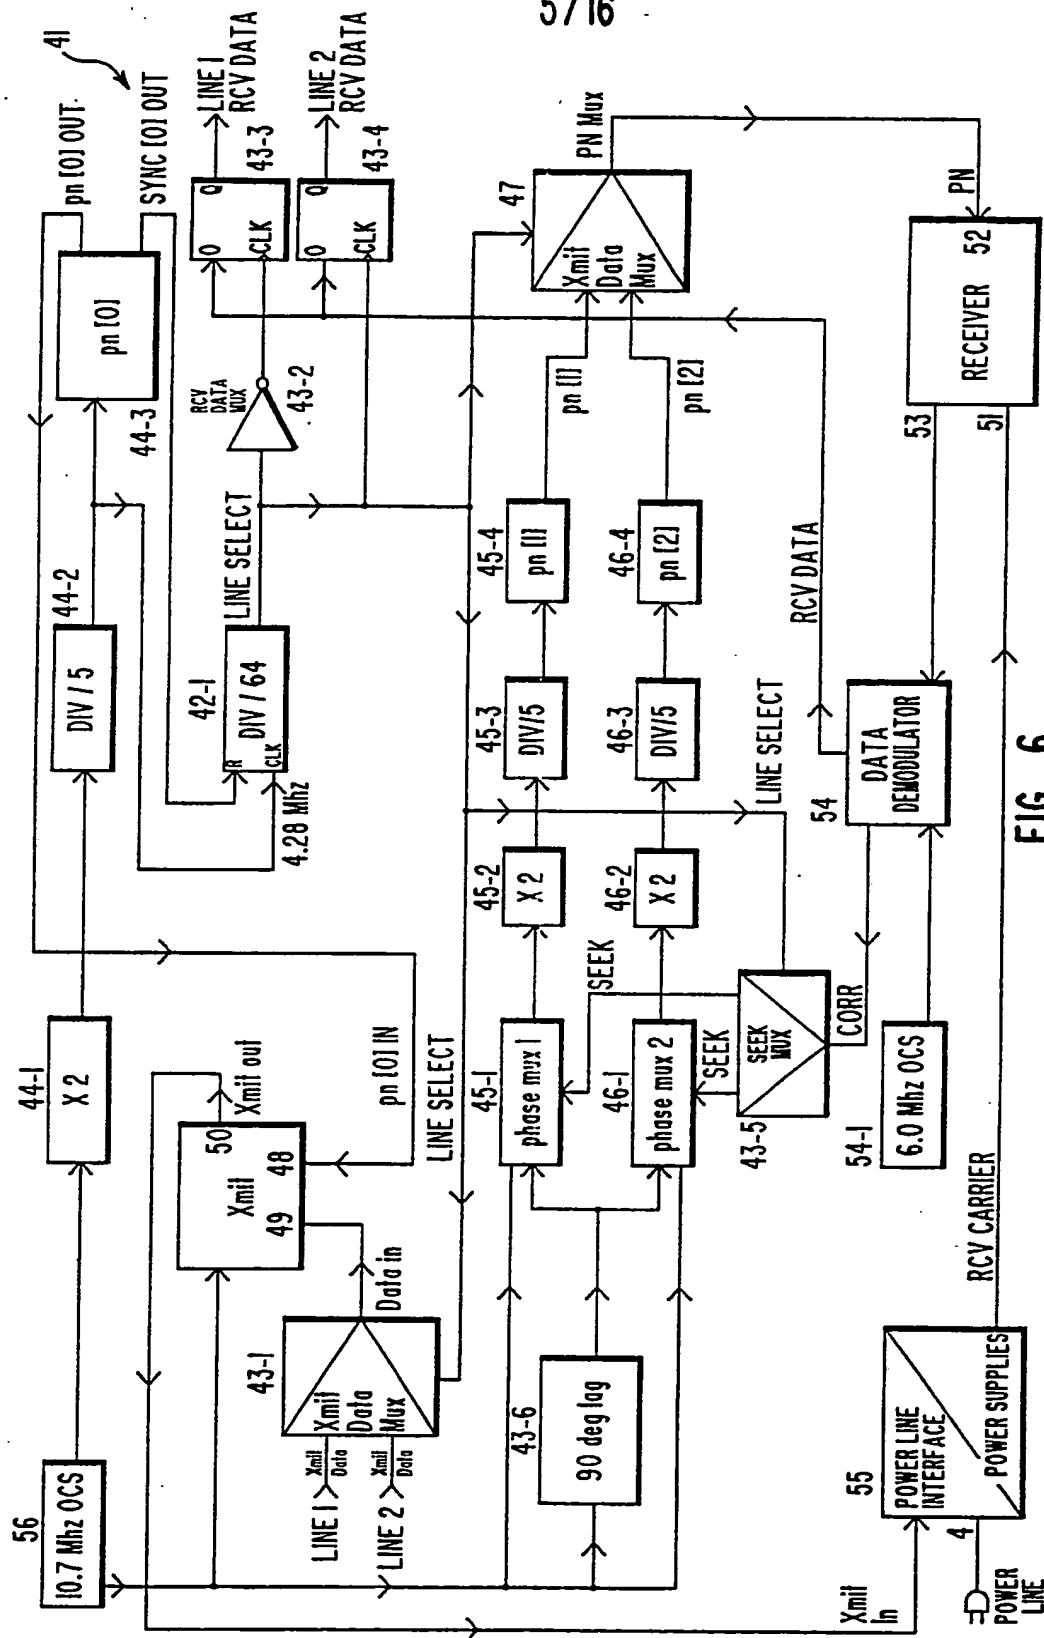 5/16
41
56
10.7 Mhz OCS
44-1
X 2
44-2
DIV / 5
44-3
pn [0]
pn [0] OUT
SYNC [0] OUT
Xmit out
50
Xmit
49
48
pn [0] IN
4.28 Mhz
42-1
R
CLK
DIV / 64
LINE SELECT
RCV
DATA
MUX
43-2
O
Q
CLK
43-3
LINE 1
RCV DATA
O
Q
CLK
43-4
LINE 2
RCV DATA
43-1
Xmit
Data
Mux
LINE 1
Xmit
Data
LINE 2
Xmit
Data
Data in
LINE SELECT
43-6
90 deg lag
45-1
phase mux 1
45-2
X 2
45-3
DIV/5
45-4
pn [1]
pn [1]
SEEK
46-1
phase mux 2
46-2
X 2
46-3
DIV/5
46-4
pn [2]
pn [2]
47
Xmit
Data
Mux
PN Mux
SEEK
43-5
SEEK
MUX
LINE SELECT
CORR
54-1
6.0 Mhz OCS
54
DATA
DEMODULATOR
RCV DATA
53
RECEIVER
52
51
PN
55
POWER LINE
INTERFACE
POWER SUPPLIES
Xmit
In
4
POWER
LINE
RCV CARRIER
FIG. 6